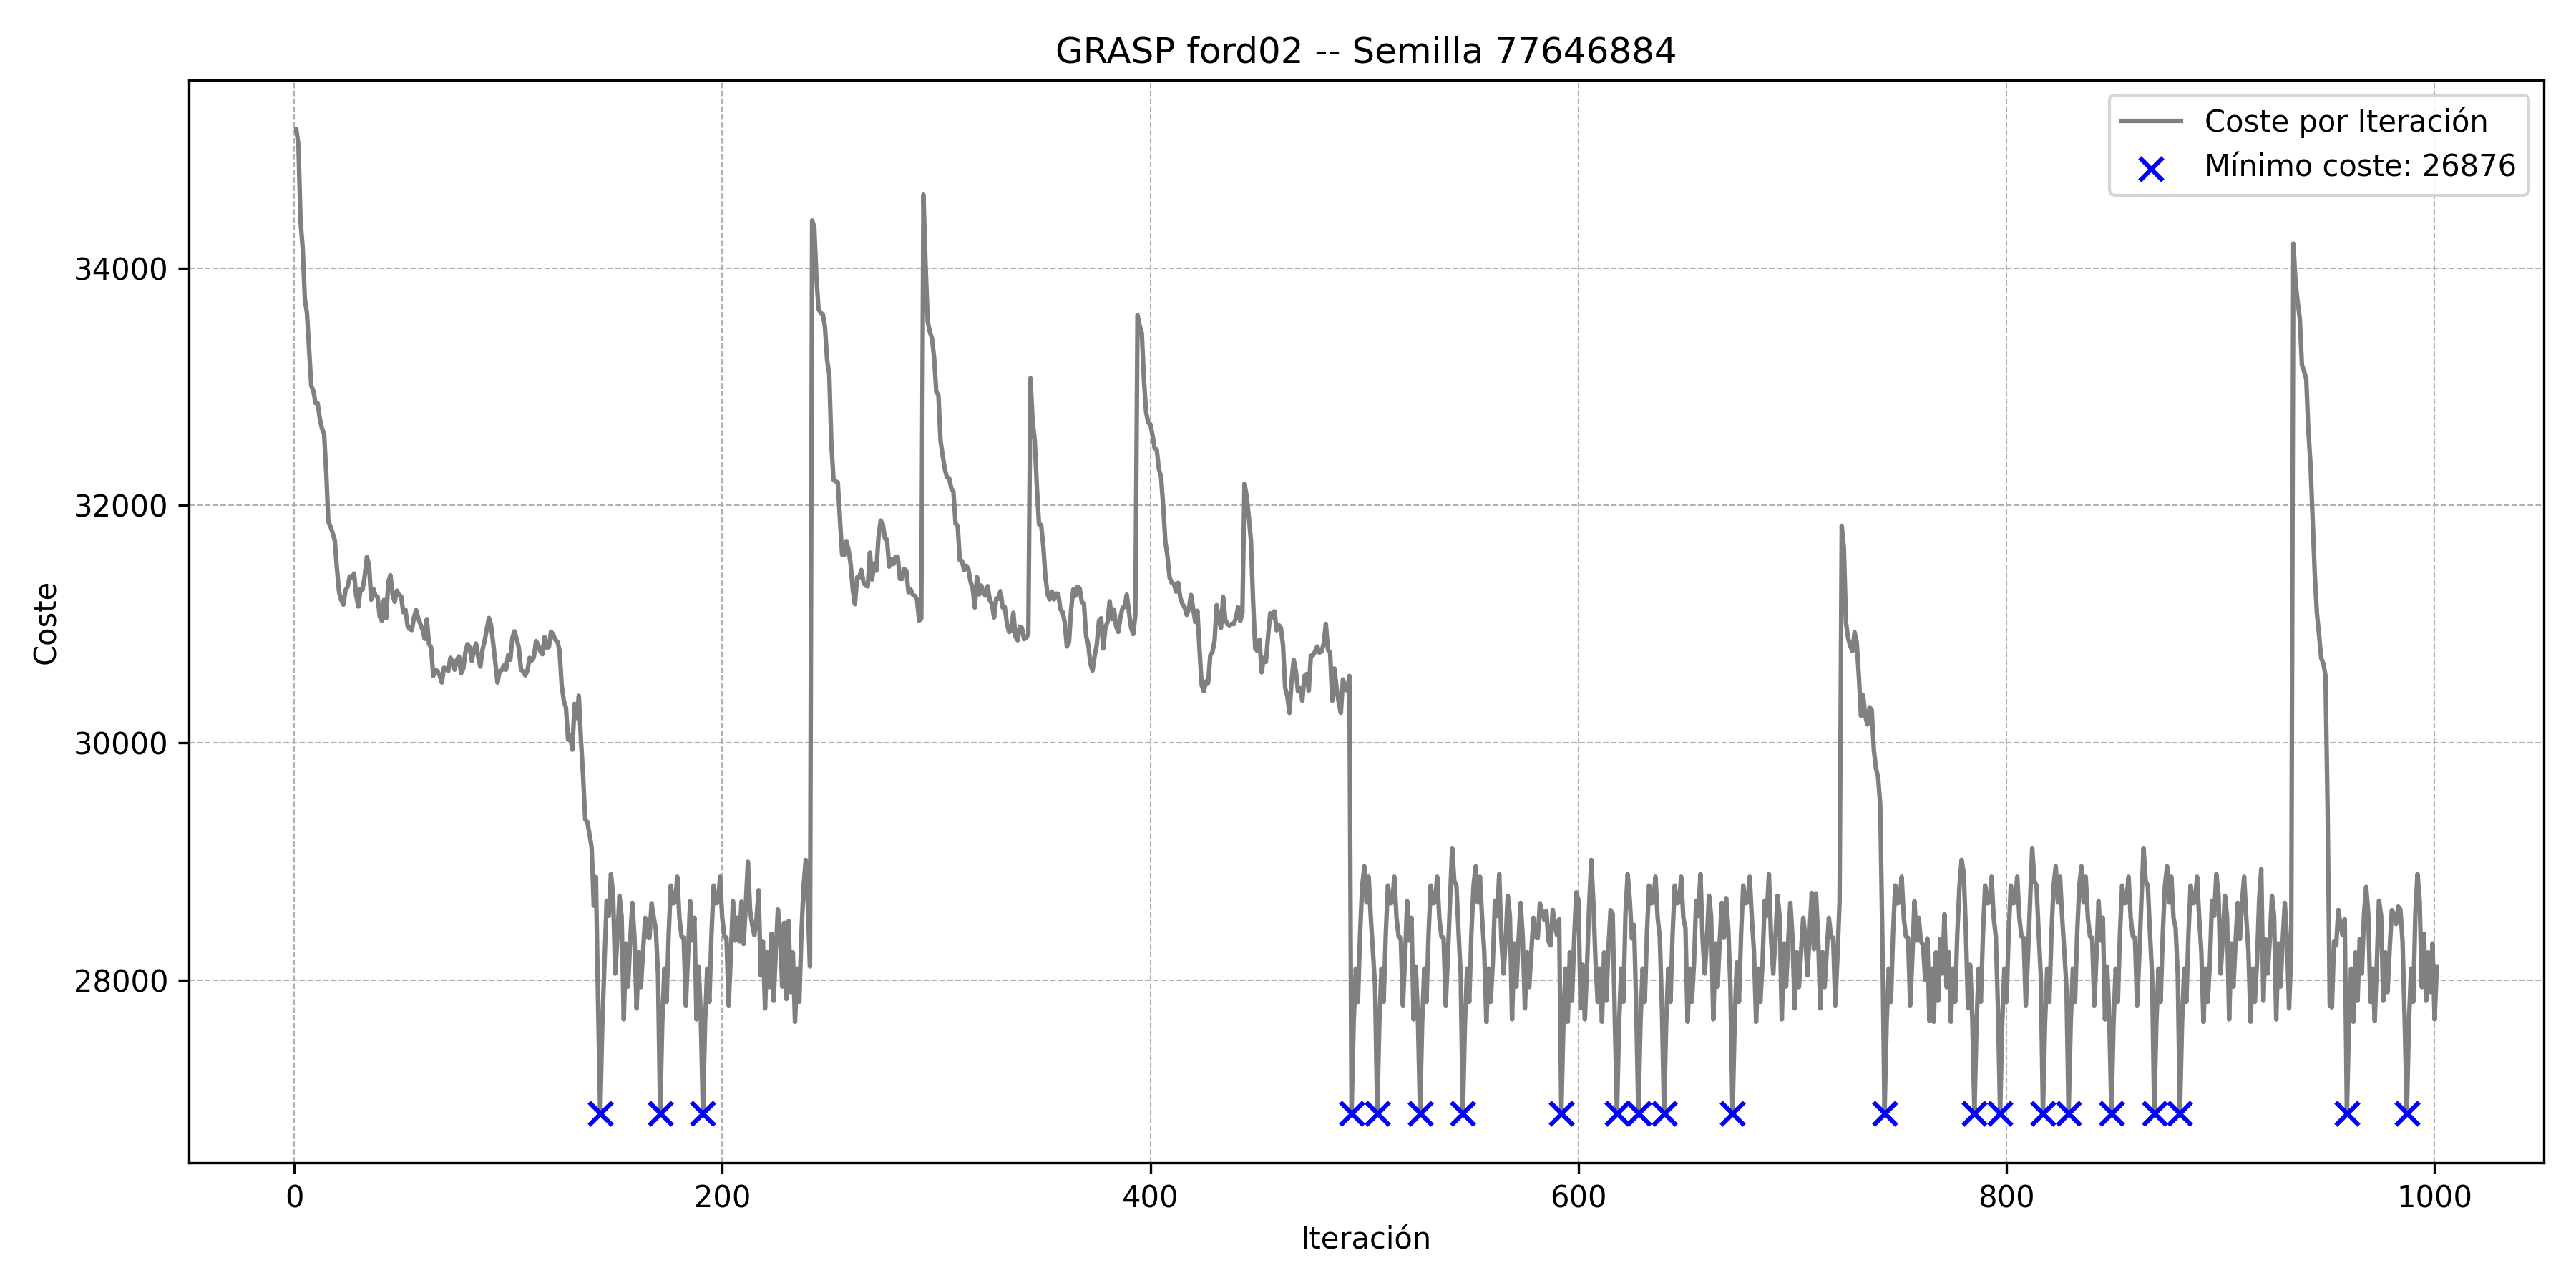 GRASP ford02 -- Semilla 77646884
Coste por Iteración
Mínimo coste: 26876
34000
32000
30000
28000
Coste
0 200 400 600 800 1000
Iteración